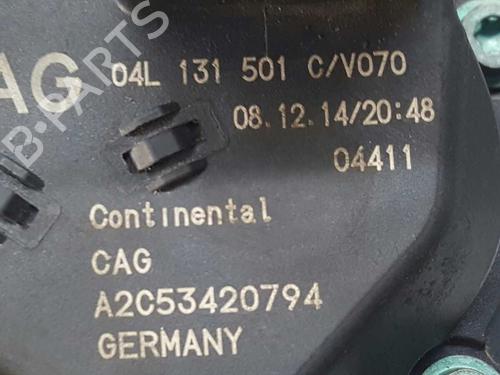 AG 04L 131 501 C/V070
08.12.14/20:48
04411
Continental
CAG
A2C53420794
GERMANY
B-PARTS